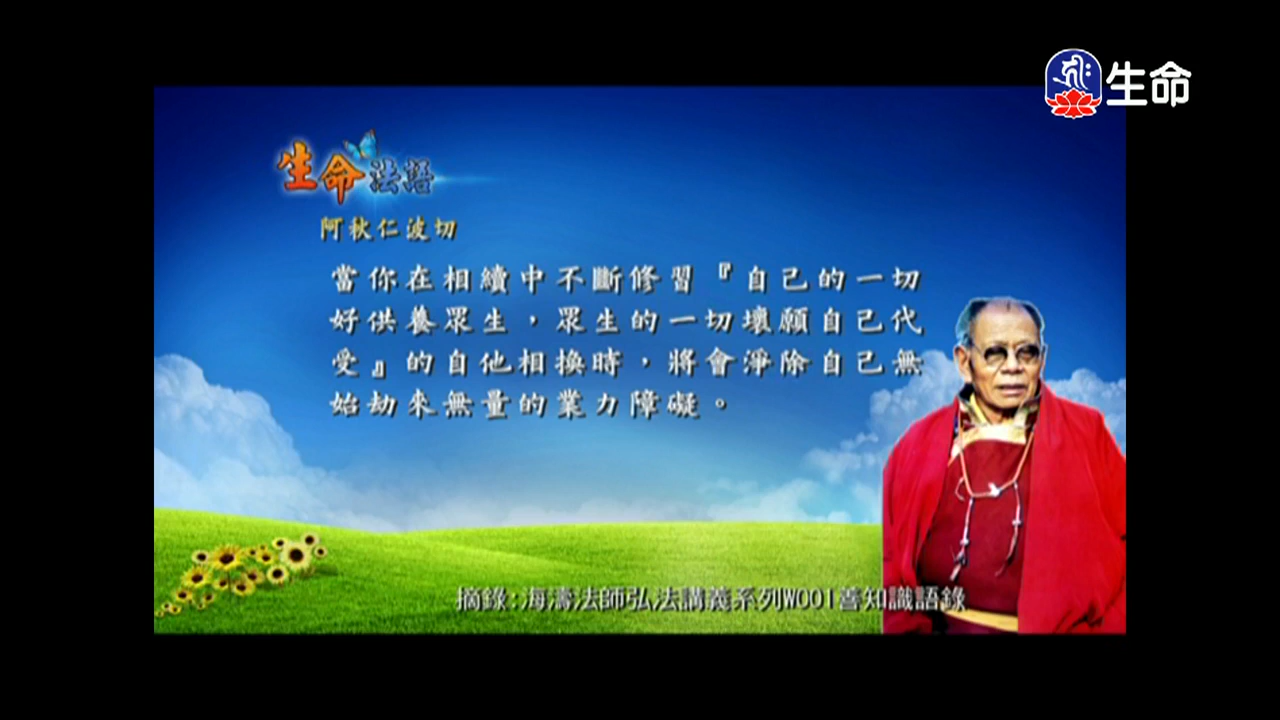 生命
生命法語
阿秋仁波切
當你在相續中不斷修習『自己的一切
好供養眾生，眾生的一切壞願自己代
受』的自他相換時，將會淨除自己無
始劫來無量的業力障礙。
摘錄:海濤法師弘法講義系列W001善知識語錄